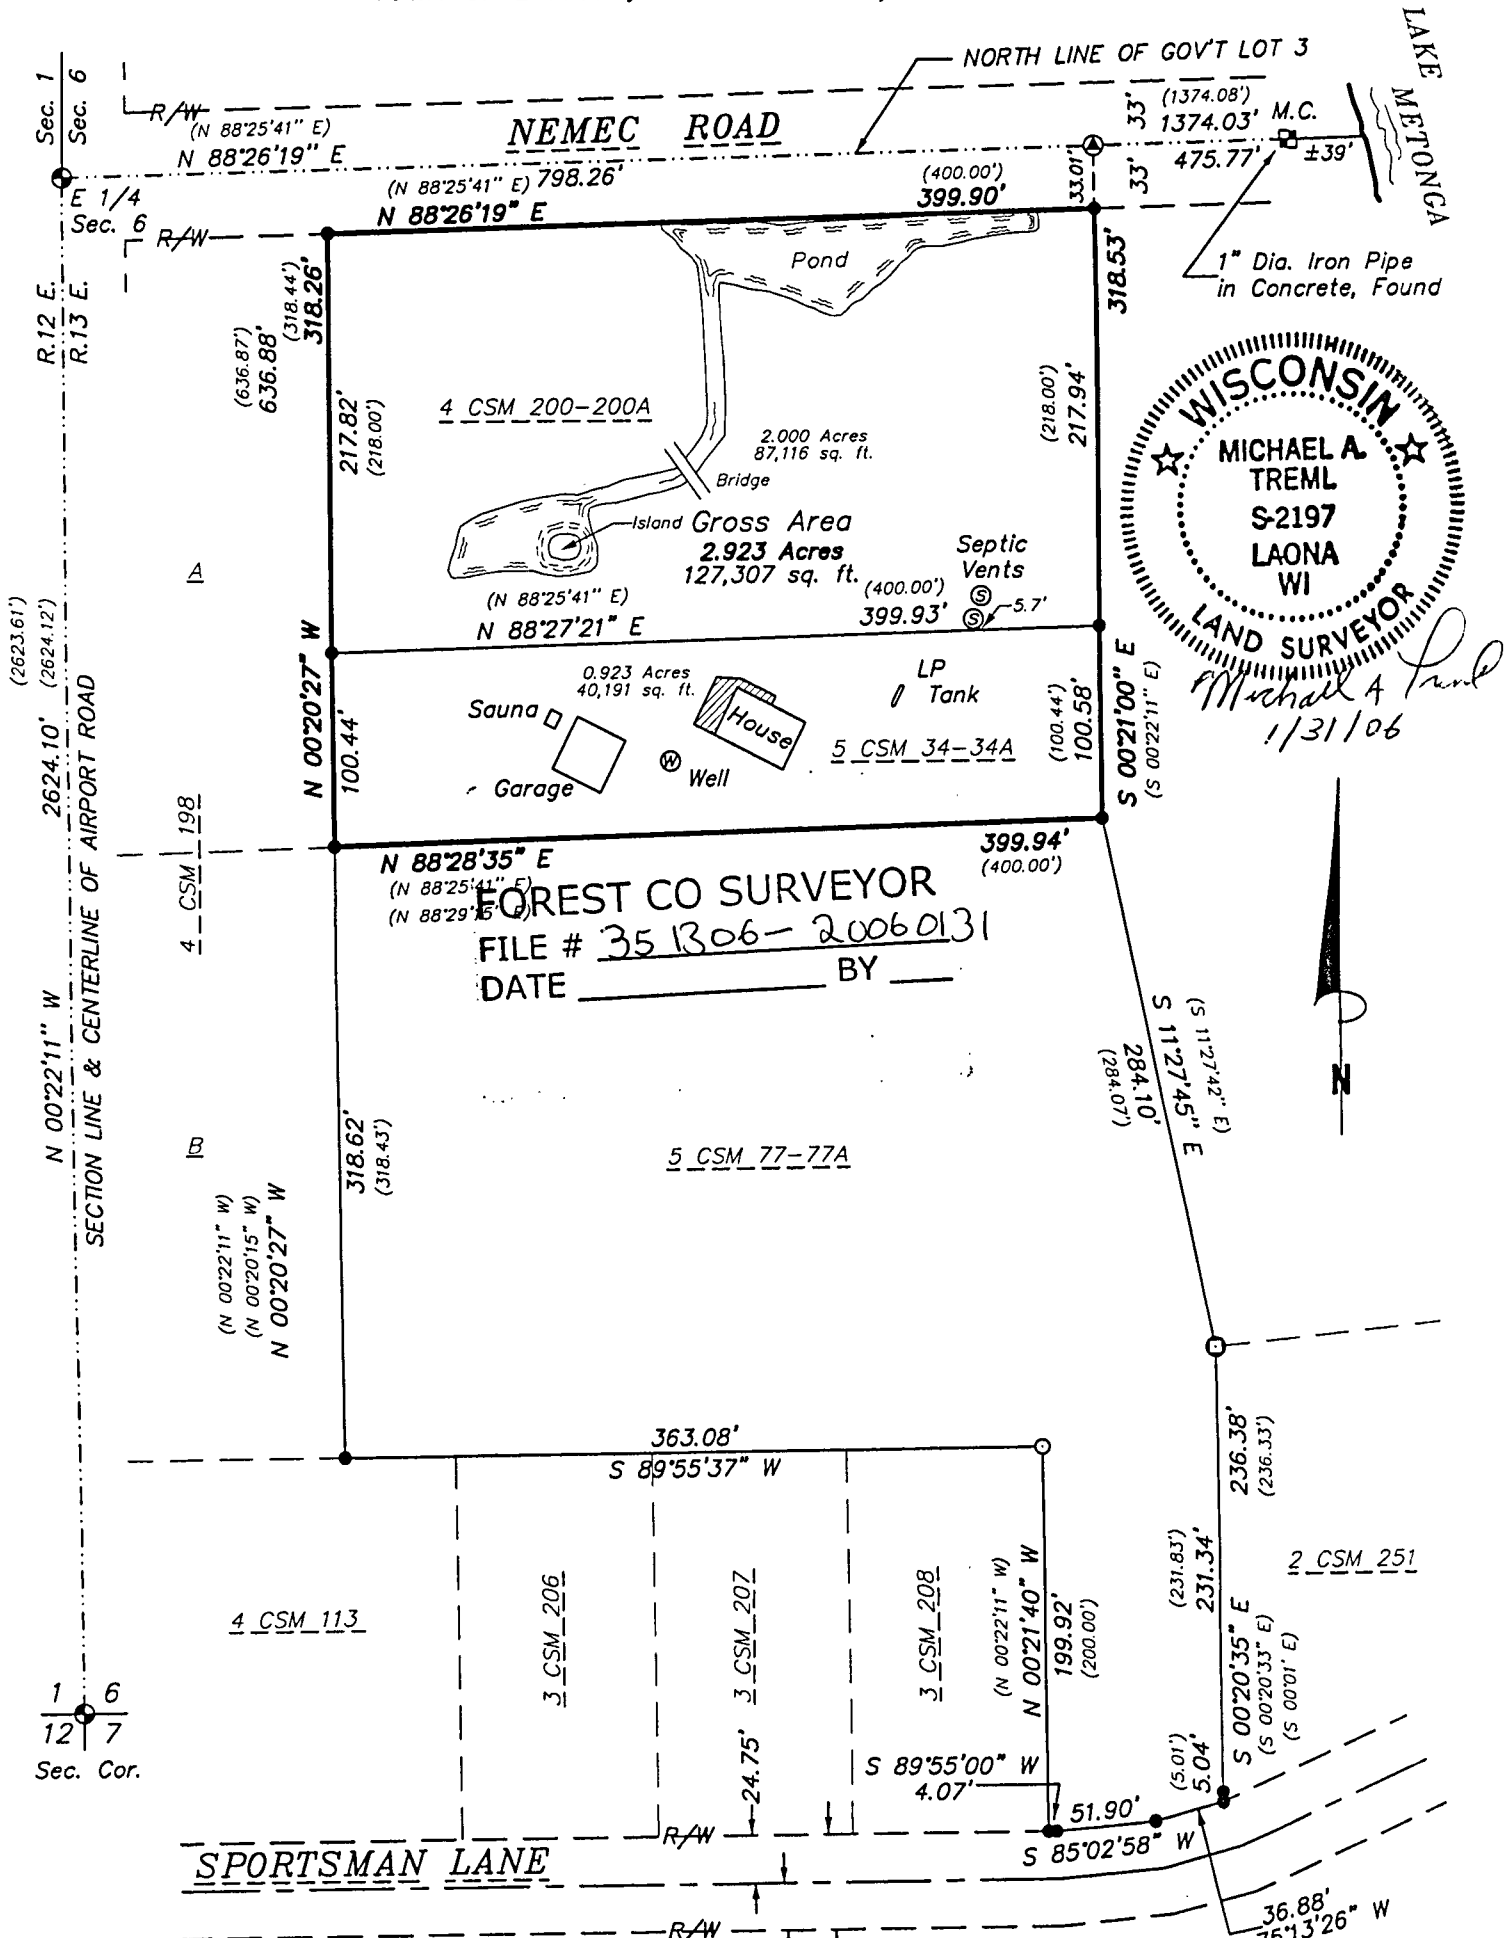 NORTH LINE OF GOV'T LOT 3
LAKE METONGA
Sec. 1
Sec. 6
R/W
(N 88°25'41" E)
N 88°26'19" E
NEMEC ROAD
33'
(1374.08')
1374.03'
M.C.
33'
475.77'
±39'
E 1/4
Sec. 6
(N 88°25'41" E) 798.26'
N 88°26'19" E
(400.00')
399.90'
33.01'
R/W
1" Dia. Iron Pipe
in Concrete, Found
R.12 E.
R.13 E.
(636.87')
636.88'
(318.44')
318.26'
Pond
318.53'
217.82'
(218.00')
4 CSM 200-200A
2.000 Acres
87,116 sq. ft.
Bridge
(218.00')
217.94'
WISCONSIN
MICHAEL A.
TREML
S-2197
LAONA
WI
LAND SURVEYOR
Michael A Treml
1/31/06
Island
Gross Area
2.923 Acres
127,307 sq. ft.
Septic
Vents
S
S
5.7'
A
(N 88°25'41" E)
N 88°27'21" E
(400.00')
399.93'
(2623.61')
2624.10' (2624.12')
N 00°22'11" W
SECTION LINE & CENTERLINE OF AIRPORT ROAD
N 00°20'27" W
100.44'
0.923 Acres
40,191 sq. ft.
Sauna
Garage
W
Well
House
LP
Tank
5 CSM 34-34A
(100.44')
100.58'
S 00°21'00" E
(S 00°22'11" E)
4 CSM 198
N 88°28'35" E
(N 88°25'41" E)
(N 88°29'15" E)
399.94'
(400.00')
FOREST CO SURVEYOR
FILE # 351306-20060131
DATE BY
(S 11°27'42" E)
S 11°27'45" E
284.10'
(284.07')
N
B
318.62'
(318.43')
5 CSM 77-77A
(N 00°22'11" W)
(N 00°20'15" W)
N 00°20'27" W
363.08'
S 89°55'37" W
236.38'
(236.33')
(231.83')
231.34'
2 CSM 251
4 CSM 113
3 CSM 206
3 CSM 207
3 CSM 208
(N 00°22'11" W)
N 00°21'40" W
199.92'
(200.00')
S 00°20'35" E
(S 00°20'33" E)
(S 00°01' E)
1 6
12 7
Sec. Cor.
24.75'
S 89°55'00" W
4.07'
(5.01')
5.04'
51.90'
S 85°02'58" W
R/W
SPORTSMAN LANE
R/W
36.88'
75°13'26" W